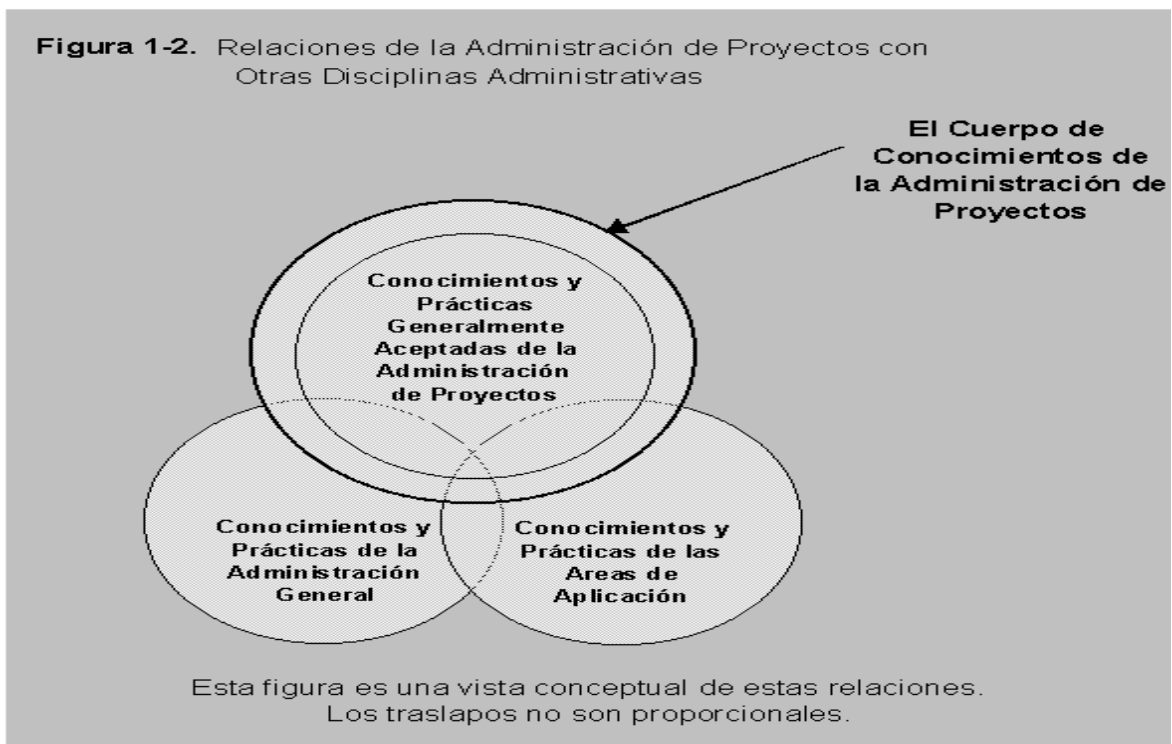 Figura 1-2. Relaciones de la Administración de Proyectos con
Otras Disciplinas Administrativas
El Cuerpo de
Conocimientos de
la Administración de
Proyectos
Conocimientos y
Prácticas
Generalmente
Aceptadas de la
Administración
de Proyectos
Conocimientos y
Prácticas de la
Administración
General
Conocimientos y
Prácticas de las
Areas de
Aplicación
Esta figura es una vista conceptual de estas relaciones.
Los traslapos no son proporcionales.